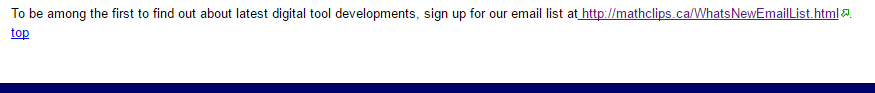 To be among the first to find out about latest digital tool developments, sign up for our email list at http://mathclips.ca/WhatsNewEmailList.html.
top